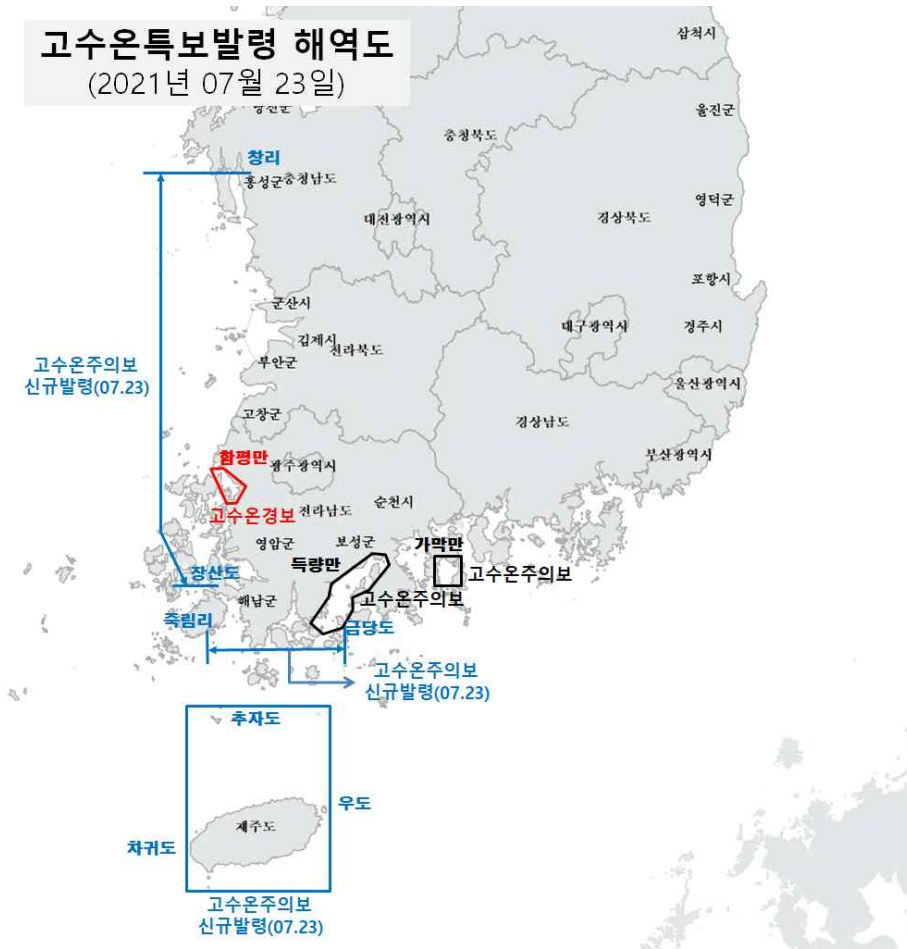 고수온특보발령 해역도
(2021년 07월 23일)
삼척시
당진군
울진군
충청북도
창리
홍성군
충청남도
영덕군
대전광역시
경상북도
포항시
군산시
대구광역시
경주시
김제시
전라북도
고수온주의보
신규발령(07.23)
부안군
울산광역시
고창군
경상남도
부산광역시
함평만
광주광역시
순천시
고수온경보
전라남도
영암군
보성군
가막만
득량만
고수온주의보
장산도
해남군
고수온주의보
죽림리
금당도
고수온주의보
신규발령(07.23)
추자도
우도
제주도
차귀도
고수온주의보
신규발령(07.23)